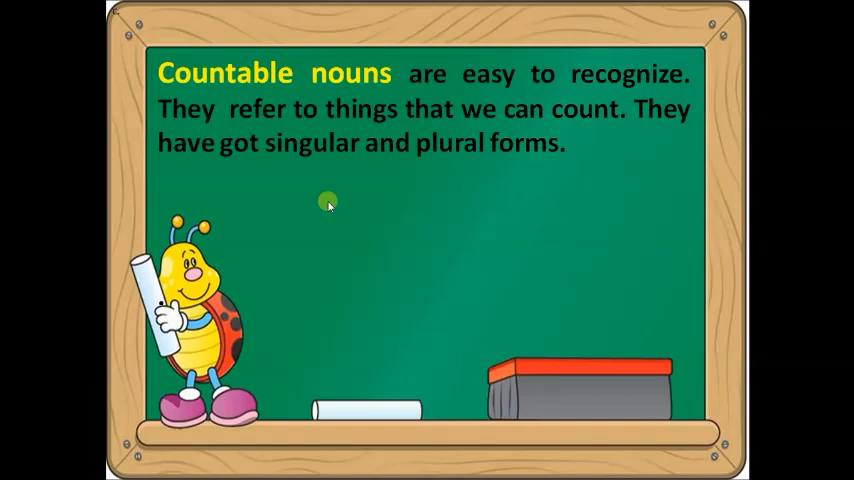 Countable nouns are easy to recognize.
They refer to things that we can count. They
have got singular and plural forms.